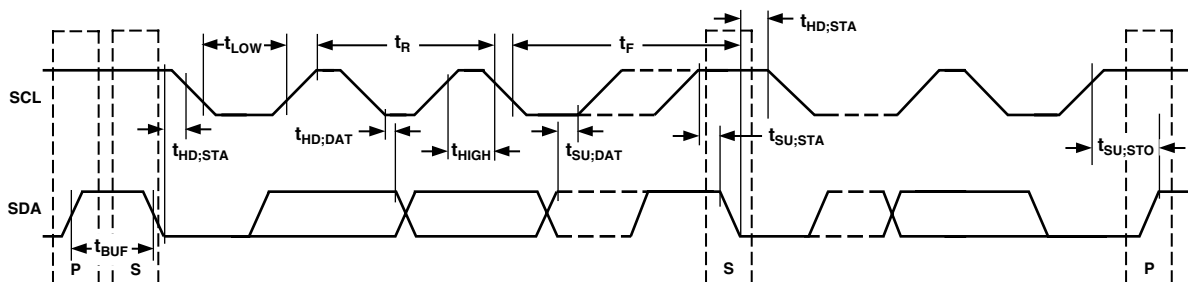 tHD;STA
tLOW
tR
tF
SCL
tHD;STA
tHD;DAT
tHIGH
tSU;DAT
tSU;STA
tSU;STO
SDA
tBUF
P
S
S
P